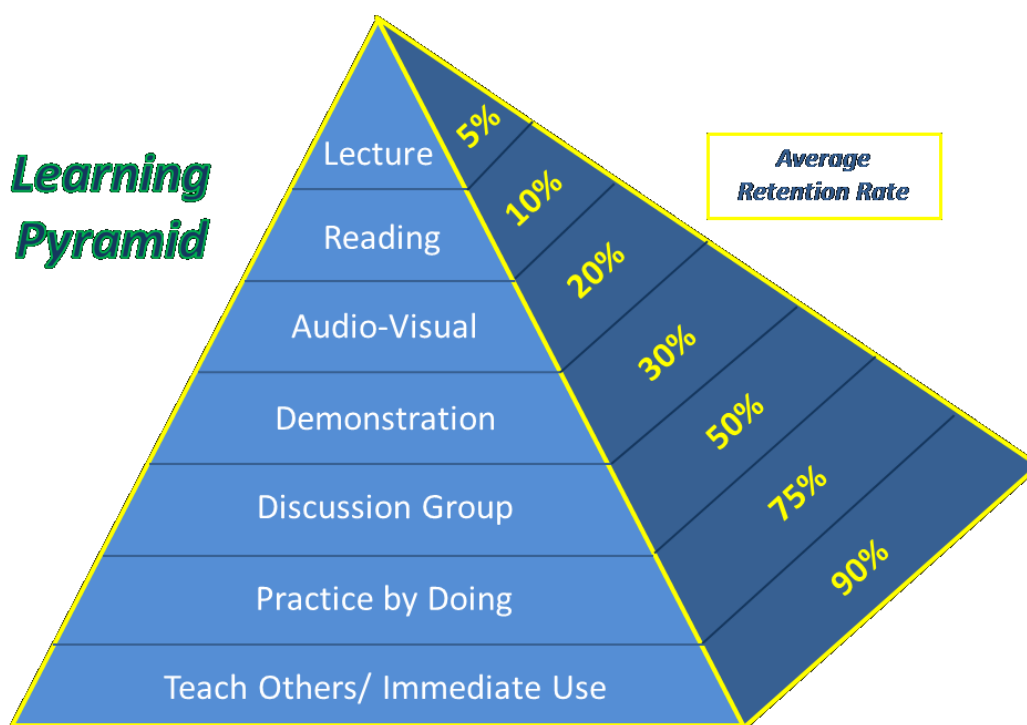 Learning
Pyramid
Average
Retention Rate
Lecture
5%
Reading
10%
Audio-Visual
20%
Demonstration
30%
Discussion Group
50%
Practice by Doing
75%
Teach Others/ Immediate Use
90%